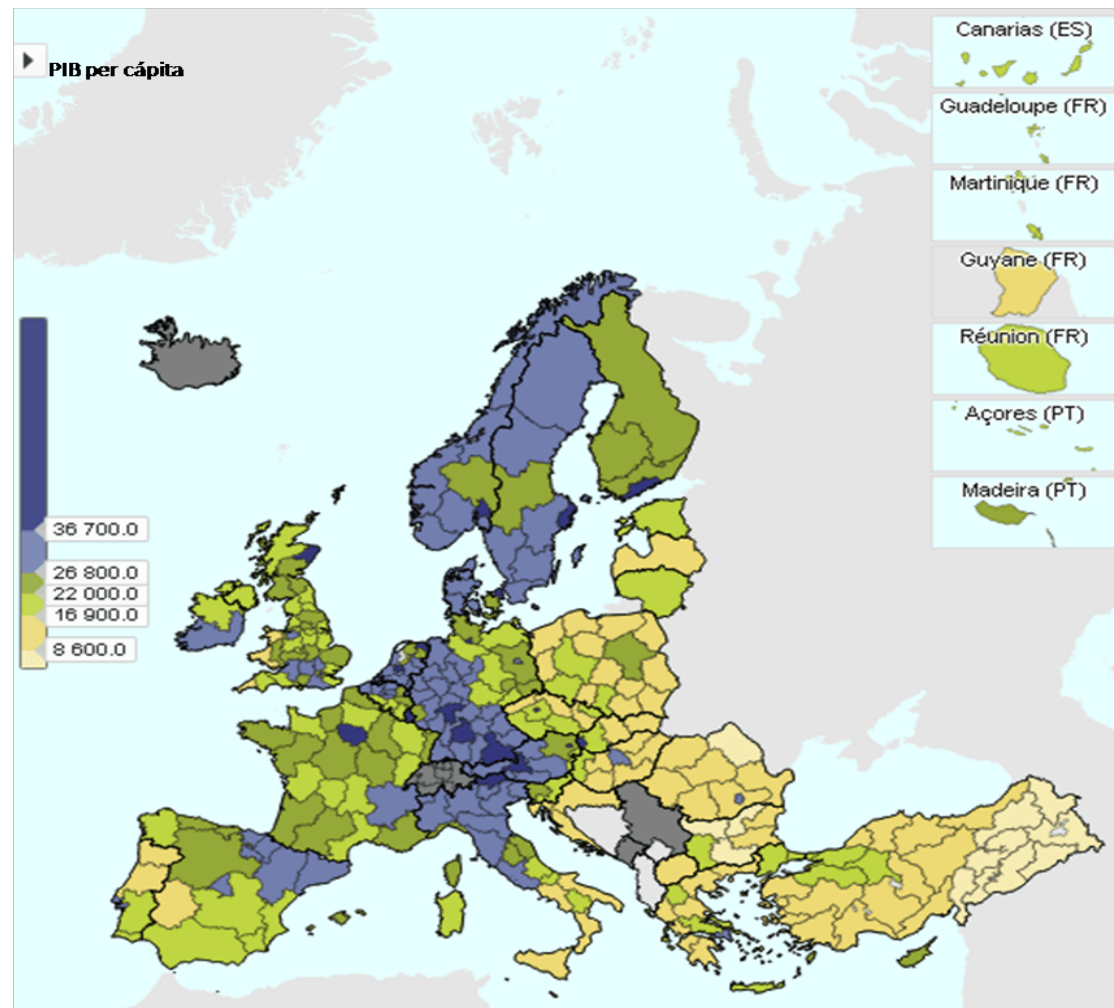 PIB per cápita
36 700.0
26 800.0
22 000.0
16 900.0
8 600.0
Canarias (ES)
Guadeloupe (FR)
Martinique (FR)
Guyane (FR)
Réunion (FR)
Açores (PT)
Madeira (PT)